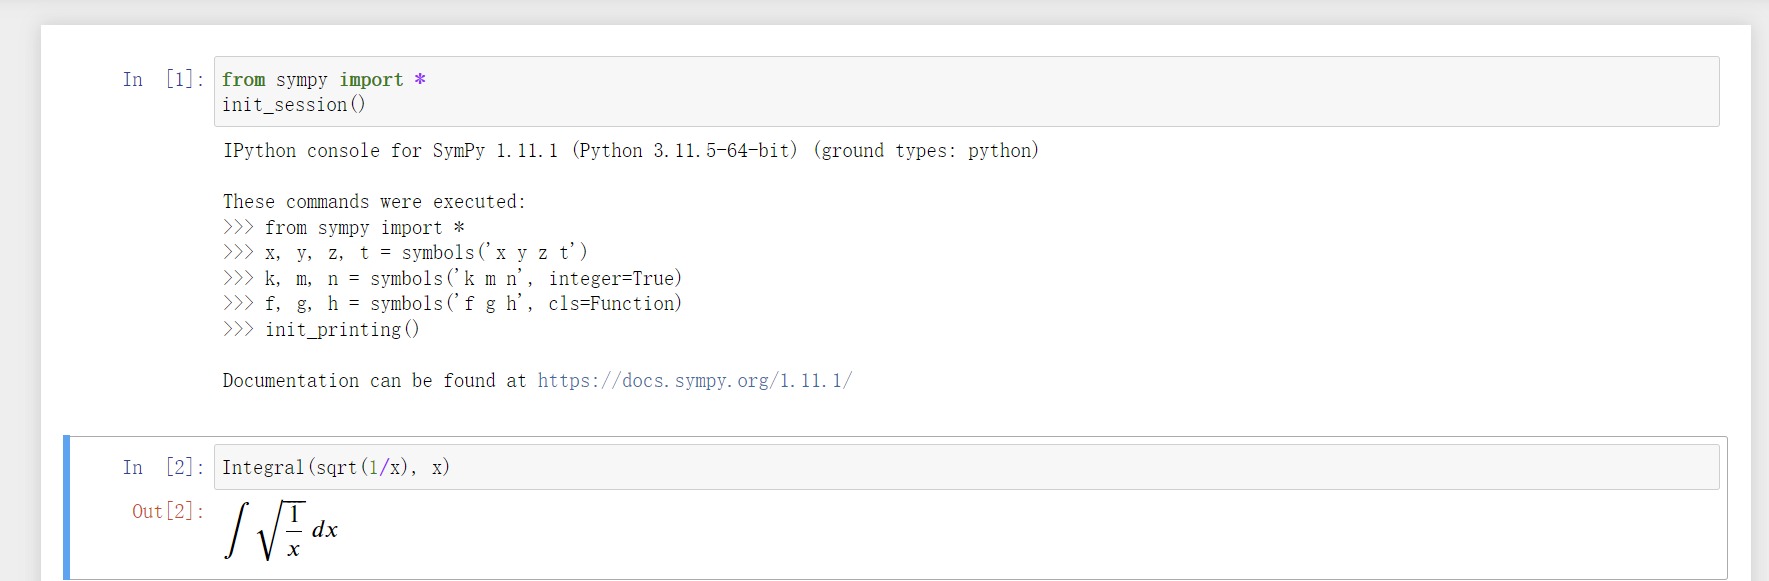 In [1]: from sympy import *
init_session()
IPython console for SymPy 1.11.1 (Python 3.11.5-64-bit) (ground types: python)
These commands were executed:
>>> from sympy import *
>>> x, y, z, t = symbols('x y z t')
>>> k, m, n = symbols('k m n', integer=True)
>>> f, g, h = symbols('f g h', cls=Function)
>>> init_printing()
Documentation can be found at https://docs.sympy.org/1.11.1/
In [2]: Integral(sqrt(1/x), x)
Out[2]: ∫ √(1/x) dx